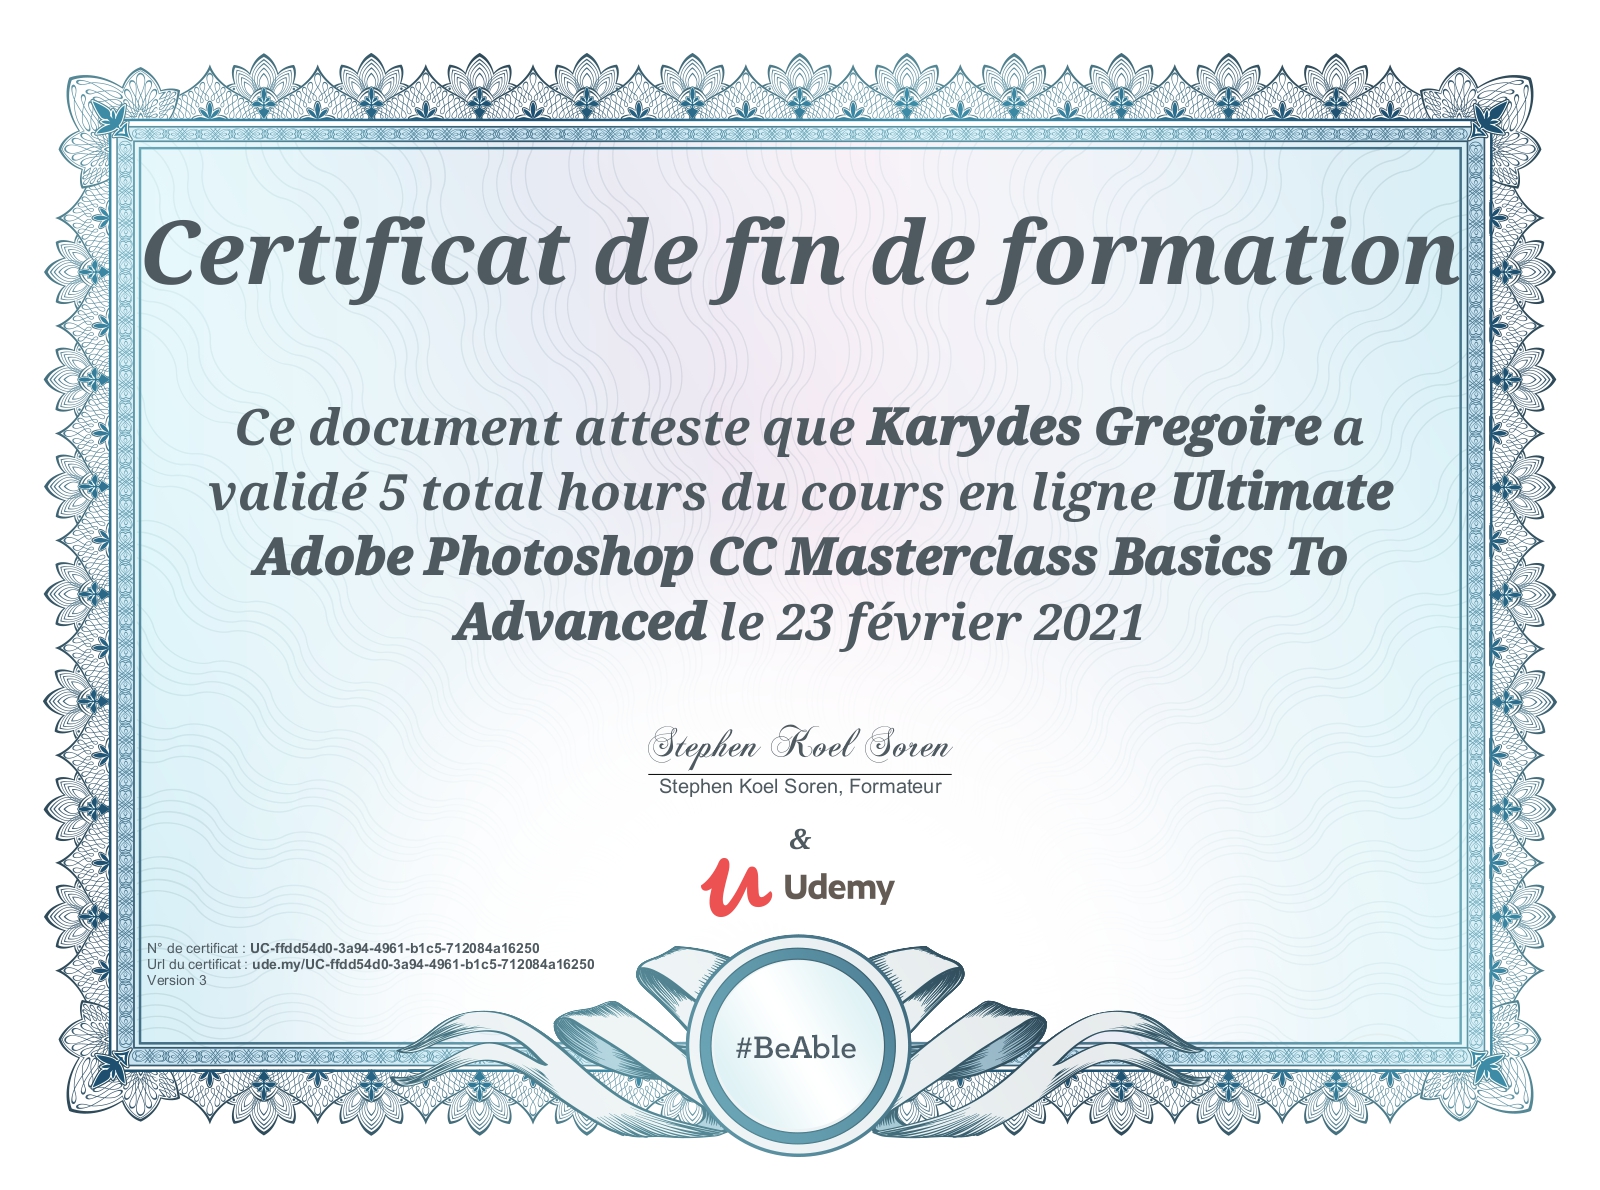 Certificat de fin de formation
Ce document atteste que Karydes Gregoire a
validé 5 total hours du cours en ligne Ultimate
Adobe Photoshop CC Masterclass Basics To
Advanced le 23 février 2021
Stephen Koel Soren
Stephen Koel Soren, Formateur
&
Udemy
N° de certificat : UC-ffdd54d0-3a94-4961-b1c5-712084a16250
Url du certificat : ude.my/UC-ffdd54d0-3a94-4961-b1c5-712084a16250
Version 3
#BeAble